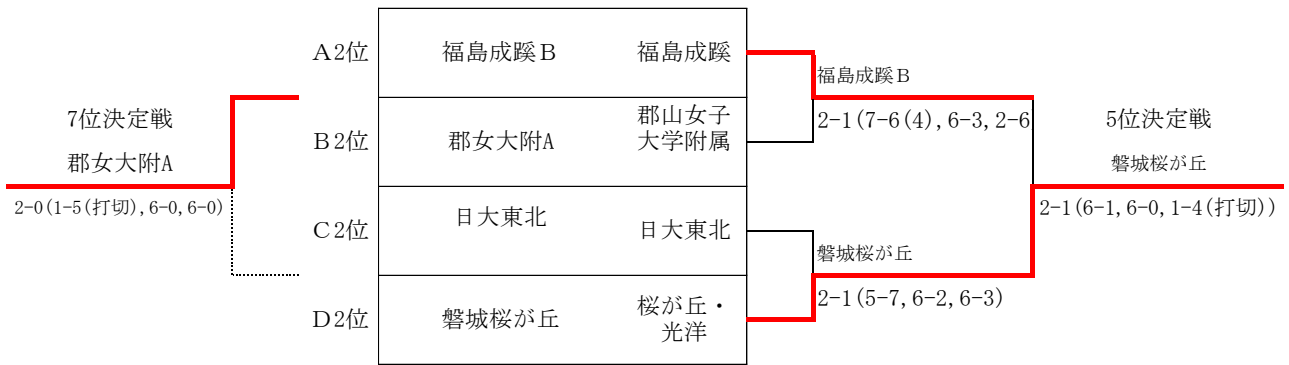 A2位 福島成蹊B 福島成蹊
福島成蹊B
7位決定戦
B2位 郡女大附A 郡山女子
大学附属
2-1(7-6(4),6-3,2-6
5位決定戦
郡女大附A
磐城桜が丘
2-0(1-5(打切),6-0,6-0)
2-1(6-1,6-0,1-4(打切))
C2位 日大東北 日大東北
磐城桜が丘
2-1(5-7,6-2,6-3)
D2位 磐城桜が丘 桜が丘・
光洋